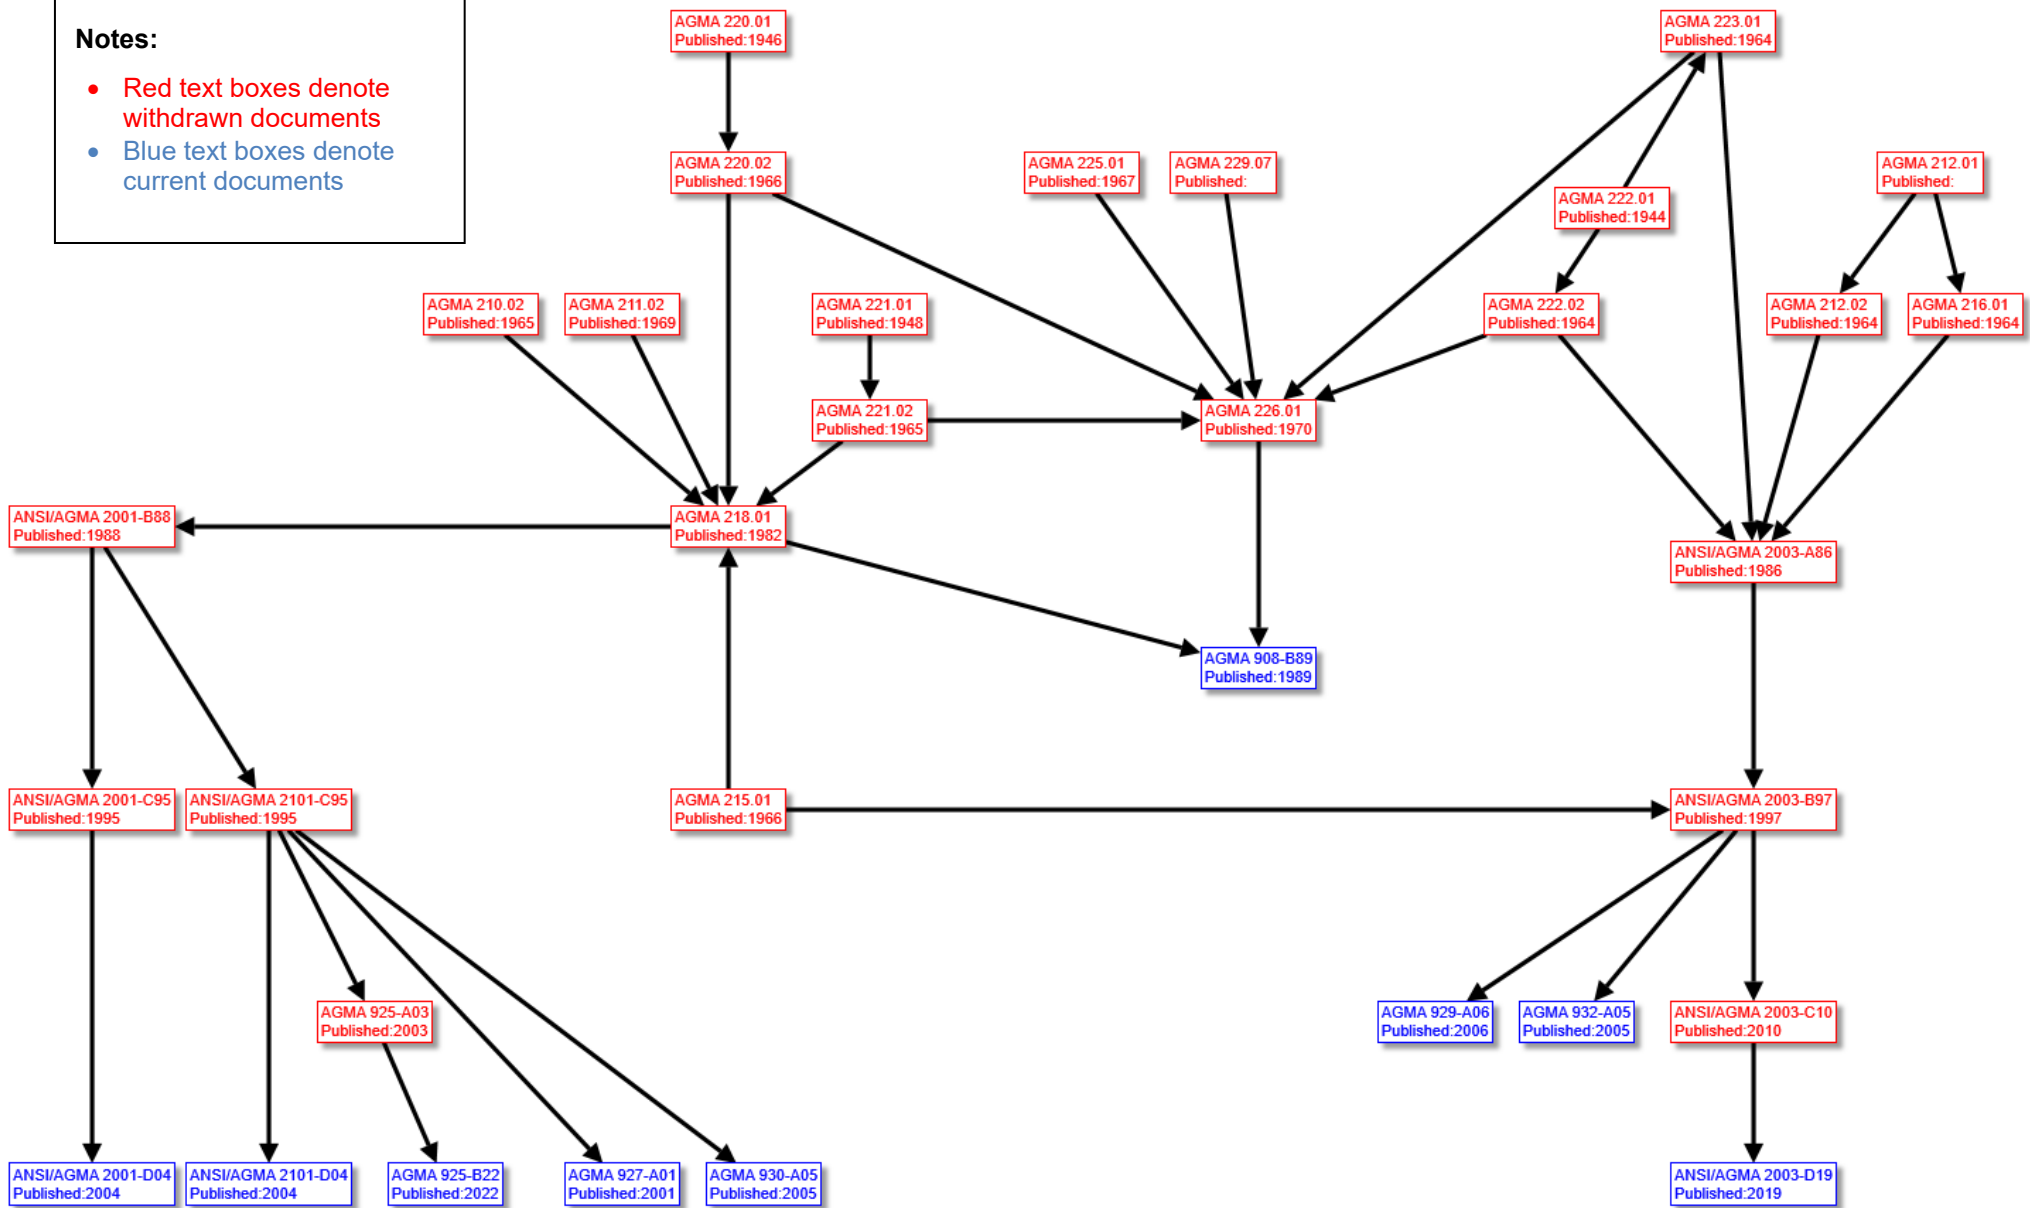 Notes:
• Red text boxes denote
withdrawn documents
• Blue text boxes denote
current documents
AGMA 220.01
Published:1946
AGMA 223.01
Published:1964
AGMA 220.02
Published:1966
AGMA 225.01
Published:1967
AGMA 229.07
Published:
AGMA 212.01
Published:
AGMA 222.01
Published:1944
AGMA 210.02
Published:1965
AGMA 211.02
Published:1969
AGMA 221.01
Published:1948
AGMA 222.02
Published:1964
AGMA 212.02
Published:1964
AGMA 216.01
Published:1964
AGMA 221.02
Published:1965
AGMA 226.01
Published:1970
ANSI/AGMA 2001-B88
Published:1988
AGMA 218.01
Published:1982
ANSI/AGMA 2003-A86
Published:1986
AGMA 908-B89
Published:1989
ANSI/AGMA 2001-C95
Published:1995
ANSI/AGMA 2101-C95
Published:1995
AGMA 215.01
Published:1966
ANSI/AGMA 2003-B97
Published:1997
AGMA 925-A03
Published:2003
AGMA 929-A06
Published:2006
AGMA 932-A05
Published:2005
ANSI/AGMA 2003-C10
Published:2010
ANSI/AGMA 2001-D04
Published:2004
ANSI/AGMA 2101-D04
Published:2004
AGMA 925-B22
Published:2022
AGMA 927-A01
Published:2001
AGMA 930-A05
Published:2005
ANSI/AGMA 2003-D19
Published:2019